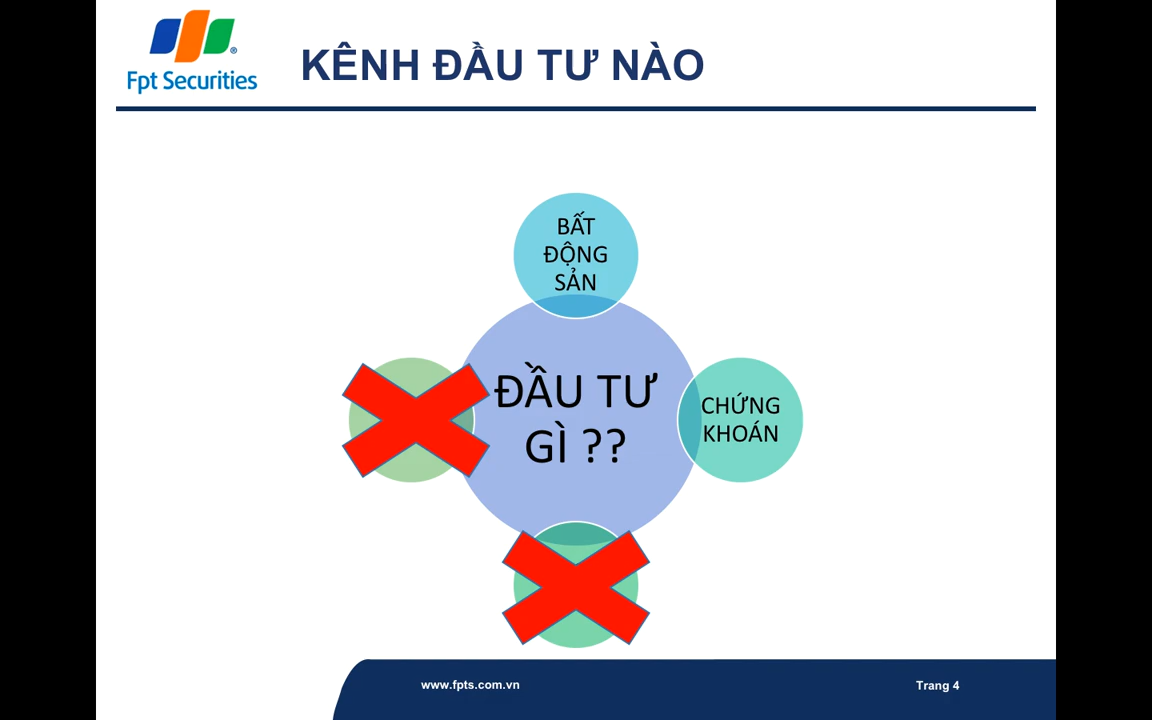 Fpt Securities
KÊNH ĐẦU TƯ NÀO
BẤT
ĐỘNG
SẢN
ĐẦU TƯ
GÌ ??
CHỨNG
KHOÁN
www.fpts.com.vn
Trang 4